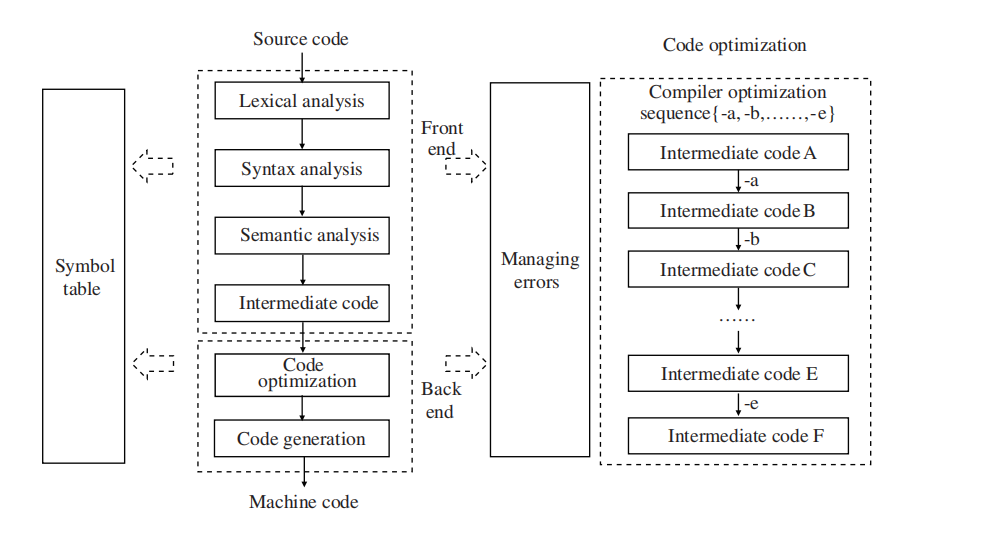 Source code
Lexical analysis
Syntax analysis
Semantic analysis
Intermediate code
Code
optimization
Code generation
Machine code
Symbol
table
Front
end
Back
end
Managing
errors
Code optimization
Compiler optimization
sequence{-a, -b,……,-e}
Intermediate code A
-a
Intermediate code B
-b
Intermediate code C
……
Intermediate code E
-e
Intermediate code F